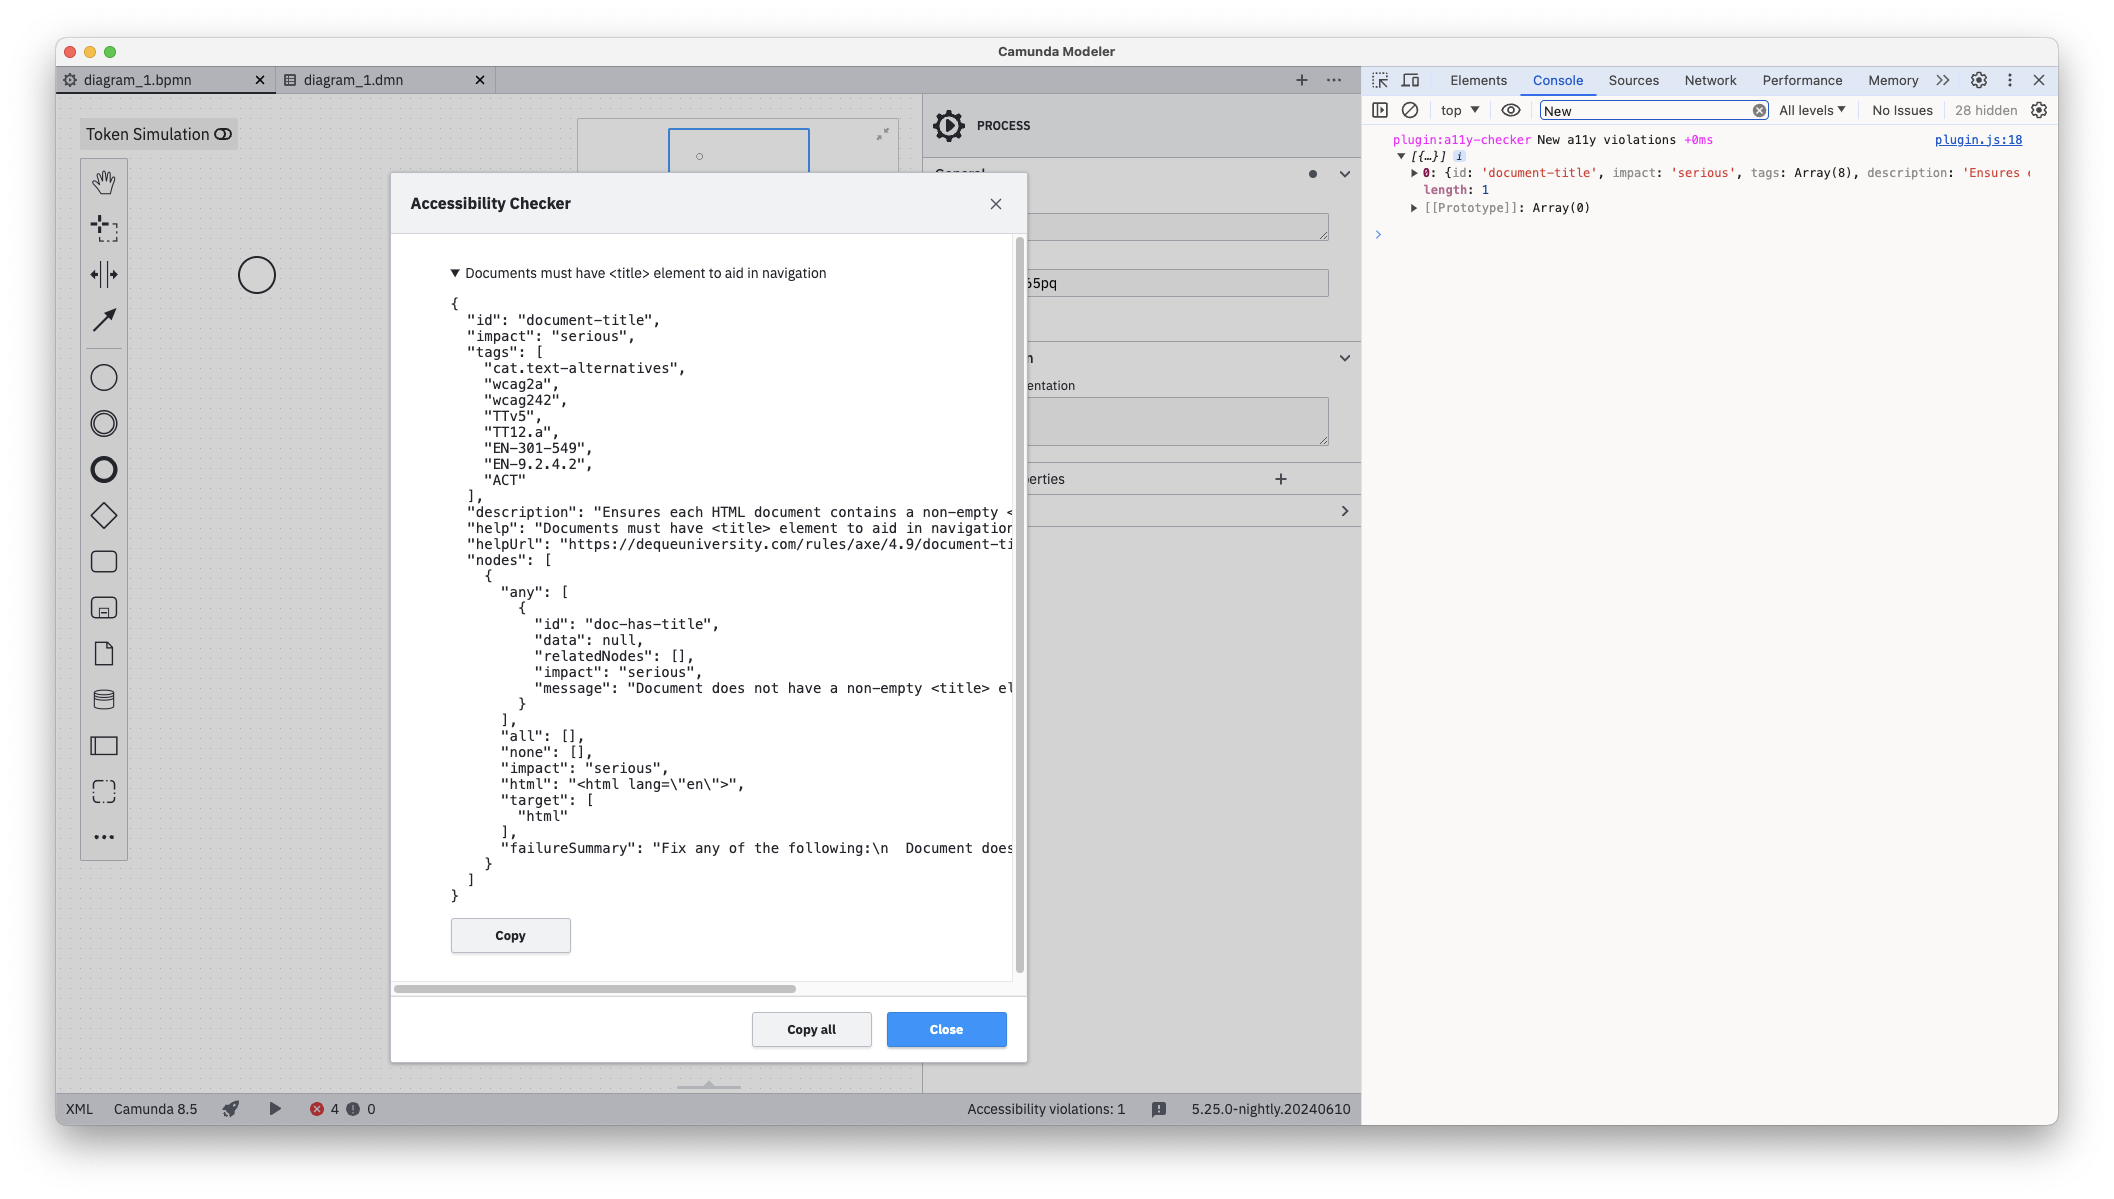 Camunda Modeler
diagram_1.bpmn
diagram_1.dmn
Token Simulation
PROCESS
General
65pq
entation
erties
Accessibility Checker
Documents must have <title> element to aid in navigation
{
"id": "document-title",
"impact": "serious",
"tags": [
"cat.text-alternatives",
"wcag2a",
"wcag242",
"TTv5",
"TT12.a",
"EN-301-549",
"EN-9.2.4.2",
"ACT"
],
"description": "Ensures each HTML document contains a non-empty <
"help": "Documents must have <title> element to aid in navigation
"helpUrl": "https://dequeuniversity.com/rules/axe/4.9/document-ti
"nodes": [
{
"any": [
{
"id": "doc-has-title",
"data": null,
"relatedNodes": [],
"impact": "serious",
"message": "Document does not have a non-empty <title> el
}
],
"all": [],
"none": [],
"impact": "serious",
"html": "<html lang=\"en\">",
"target": [
"html"
],
"failureSummary": "Fix any of the following:\n  Document does
}
]
}
Copy
Copy all
Close
XML
Camunda 8.5
4
0
Accessibility violations: 1
5.25.0-nightly.20240610
Elements
Console
Sources
Network
Performance
Memory
top
New
All levels
No Issues
28 hidden
plugin:a11y-checker New a11y violations +0ms
plugin.js:18
[{…}]
0: {id: 'document-title', impact: 'serious', tags: Array(8), description: 'Ensures
length: 1
[[Prototype]]: Array(0)